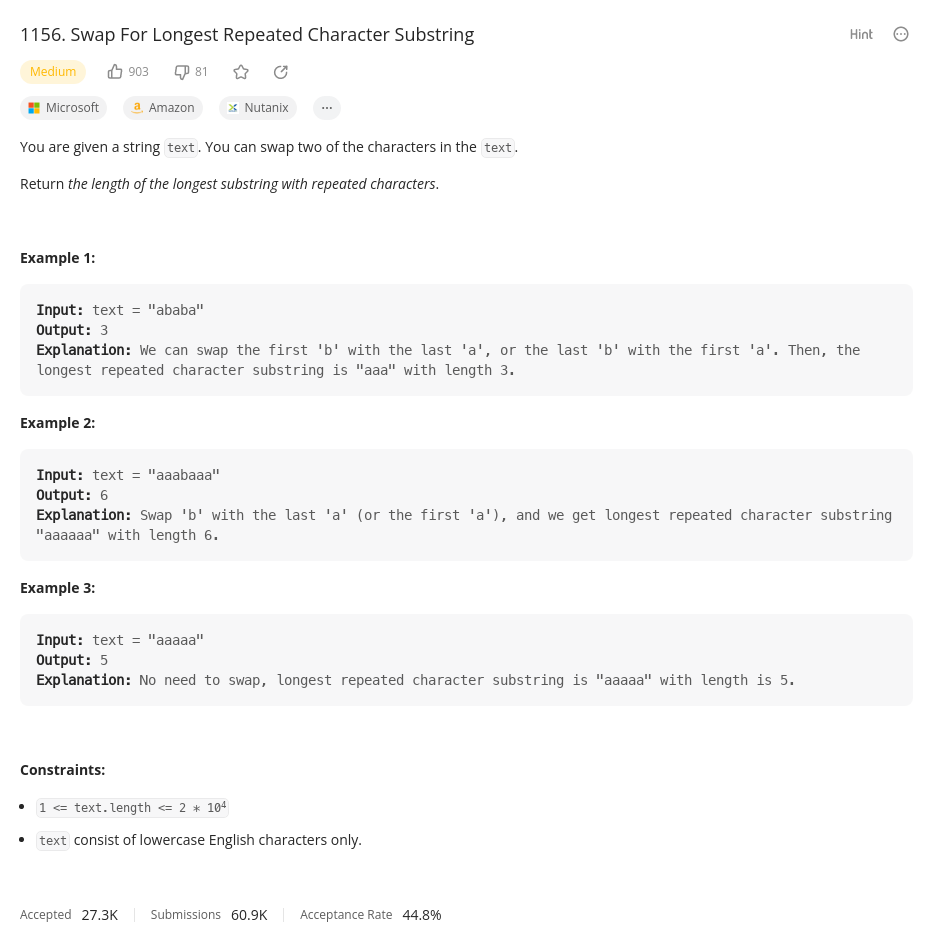 1156. Swap For Longest Repeated Character Substring
Hint
Medium
903
81
Microsoft
Amazon
Nutanix
...
You are given a string text. You can swap two of the characters in the text.
Return the length of the longest substring with repeated characters.
Example 1:
Input: text = "ababa"
Output: 3
Explanation: We can swap the first 'b' with the last 'a', or the last 'b' with the first 'a'. Then, the
longest repeated character substring is "aaa" with length 3.
Example 2:
Input: text = "aaabaaa"
Output: 6
Explanation: Swap 'b' with the last 'a' (or the first 'a'), and we get longest repeated character substring
"aaaaaa" with length 6.
Example 3:
Input: text = "aaaaa"
Output: 5
Explanation: No need to swap, longest repeated character substring is "aaaaa" with length is 5.
Constraints:
• 1 <= text.length <= 2 * 10⁴
• text consist of lowercase English characters only.
Accepted 27.3K Submissions 60.9K Acceptance Rate 44.8%